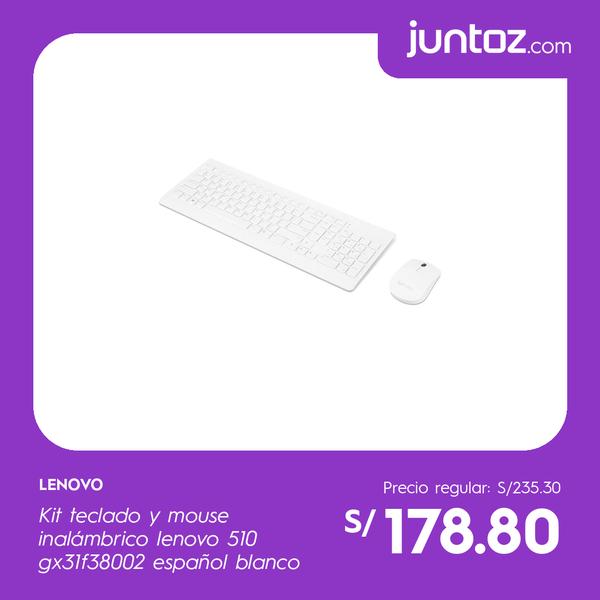 juntoz.com
LENOVO
Kit teclado y mouse
inalámbrico lenovo 510
gx31f38002 español blanco
Precio regular: S/235.30
S/178.80